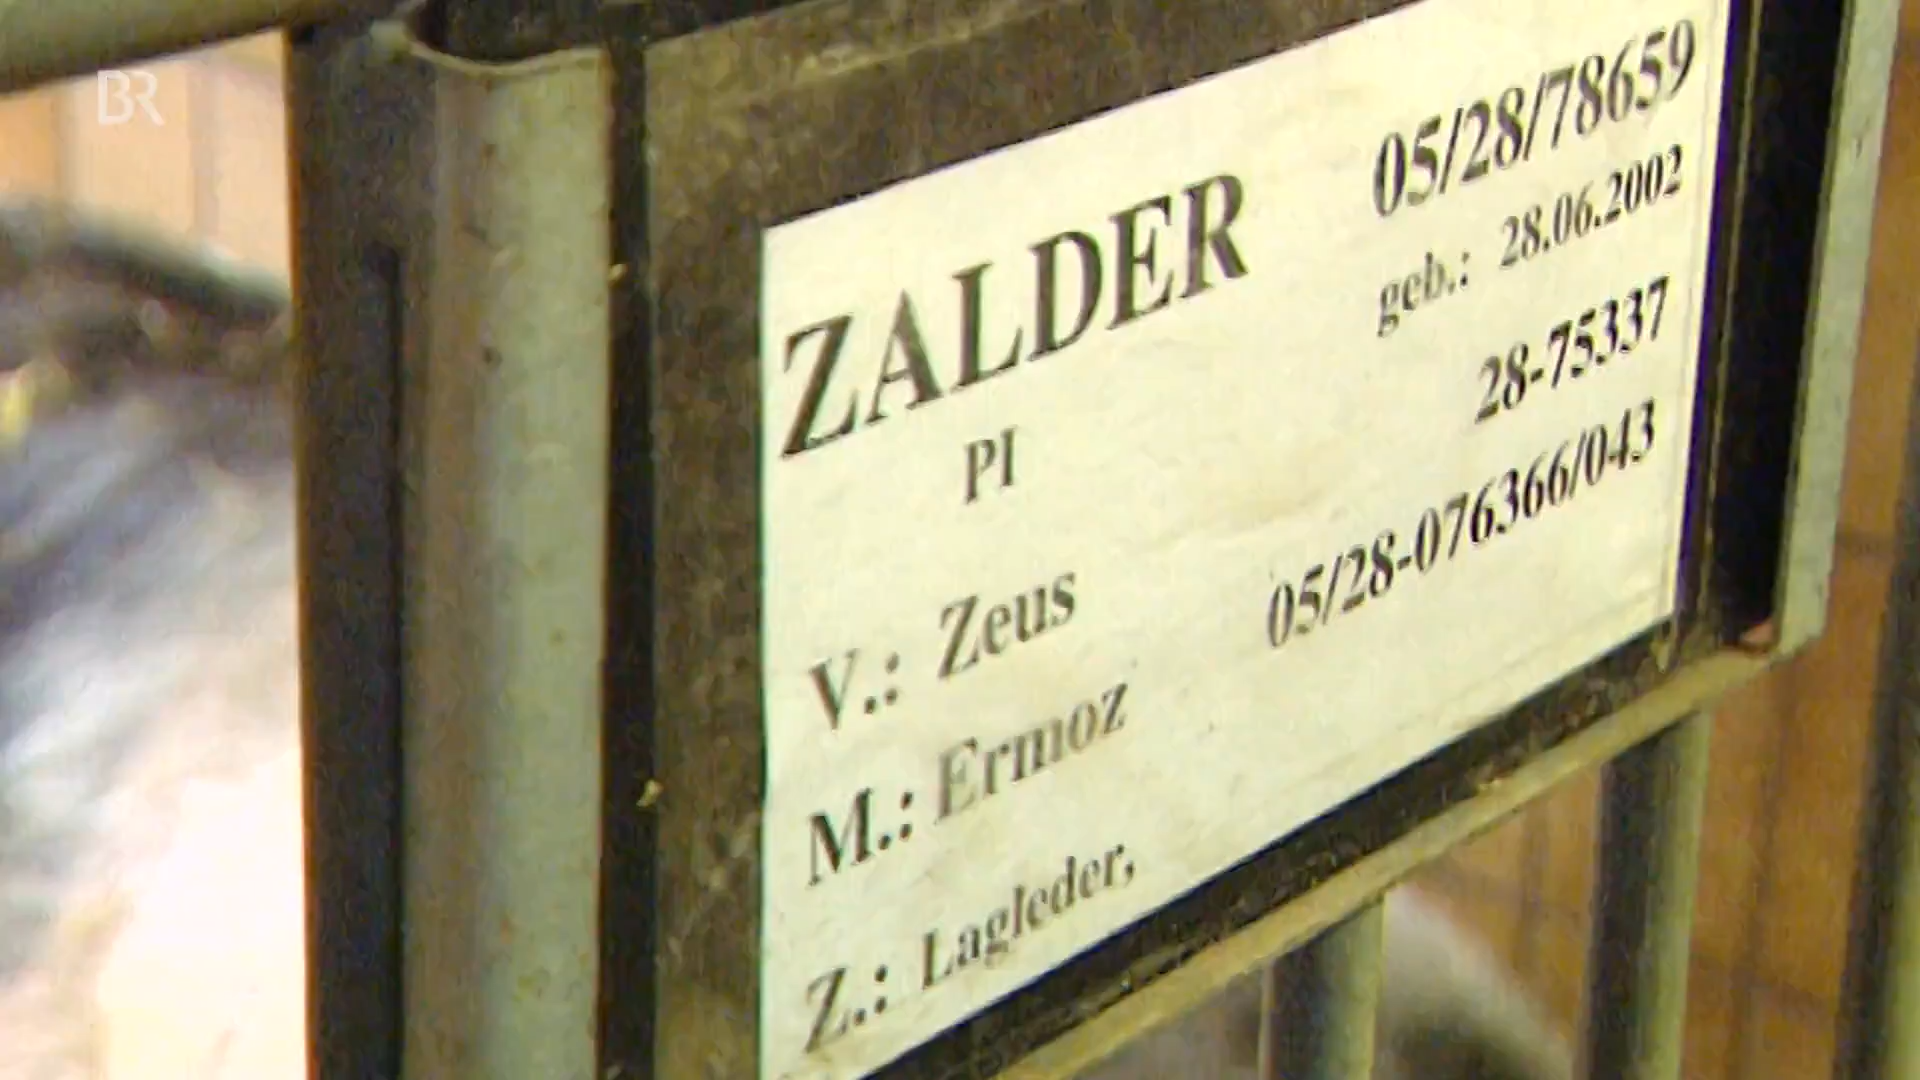 BR
ZALDER 05/28/78659
PI geb.: 28.06.2002
V.: Zeus 28-75337
M.: Ermoz 05/28-076366/043
Z.: Lagleder,